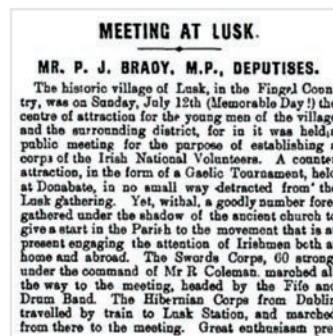 MEETING AT LUSK.
MR. P. J. BRADY, M.P., DEPUTISES.
The historic village of Lusk, in the Fingal Coun
try, was on Sunday, July 12th (Memorable Day!) the
centre of attraction for the young men of the village
and the surrounding district, for in it was held,
public meeting for the purpose of establishing a
corps of the Irish National Volunteers. A counter
attraction, in the form of a Gaelic Tournament, held
at Donabate, in no small way detracted from the
Lusk gathering. Yet, withal, a goodly number fore
gathered under the shadow of the ancient church to
give a start in the Parish to the movement that is at
present engaging the attention of Irishmen both at
home and abroad. The Swords Corps, 60 strong
under the command of Mr R Coleman, marched all
the way to the meeting, headed by the Fife and
Drum Band. The Hibernian Corps from Dublin
travelled by train to Lusk Station, and marched
from there to the meeting. Great enthusiasm